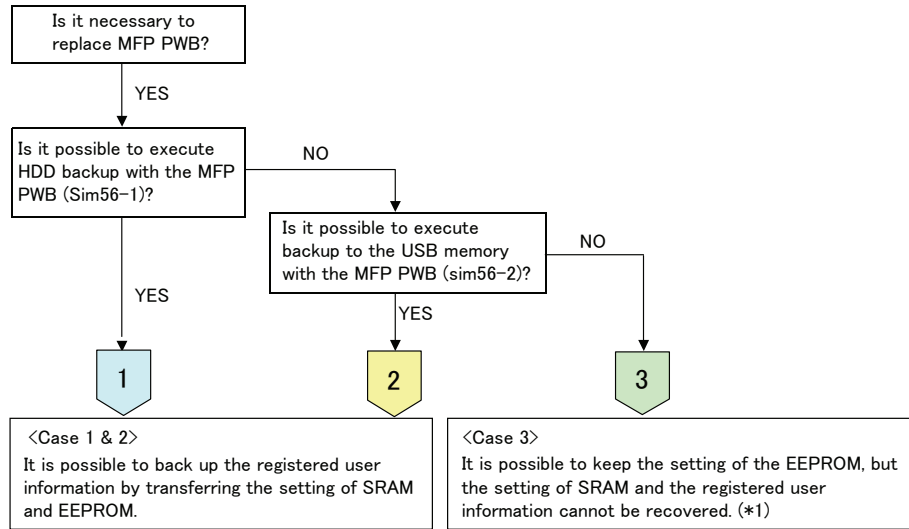 Is it necessary to
replace MFP PWB?
YES
Is it possible to execute
HDD backup with the MFP
PWB (Sim56-1)?
NO
Is it possible to execute
backup to the USB memory
with the MFP PWB (sim56-2)?
NO
YES
YES
1
2
3
<Case 1 & 2>
It is possible to back up the registered user
information by transferring the setting of SRAM
and EEPROM.
<Case 3>
It is possible to keep the setting of the EEPROM, but
the setting of SRAM and the registered user
information cannot be recovered. (*1)